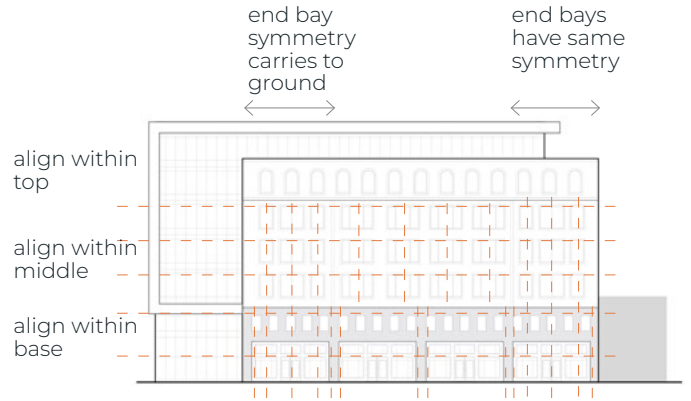 end bay
symmetry
carries to
ground
end bays
have same
symmetry
align within
top
align within
middle
align within
base